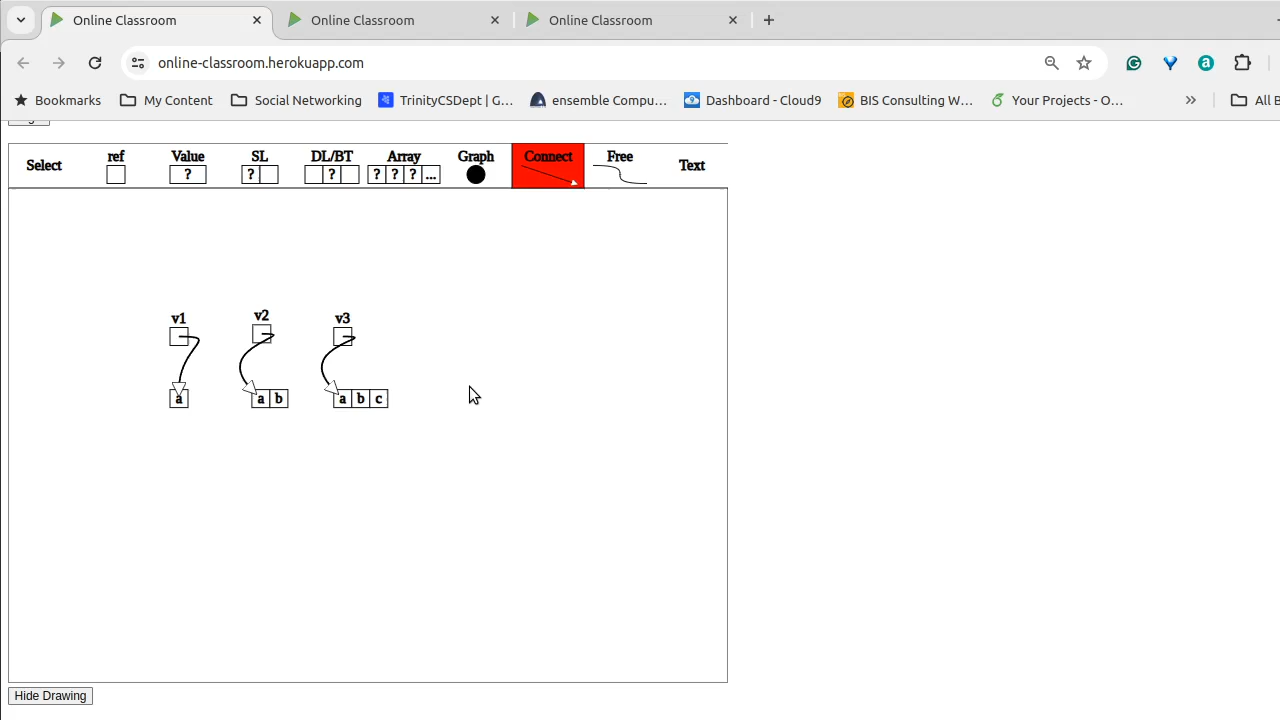 Online Classroom
Online Classroom
Online Classroom
online-classroom.herokuapp.com
Bookmarks My Content Social Networking TrinityCSDept | G... ensemble Compu... Dashboard - Cloud9 BIS Consulting W... Your Projects - O... All B
Select ref Value SL DL/BT Array Graph Connect Free Text
? ? ? ? ? ? ...
v1 v2 v3
a a b a b c
Hide Drawing